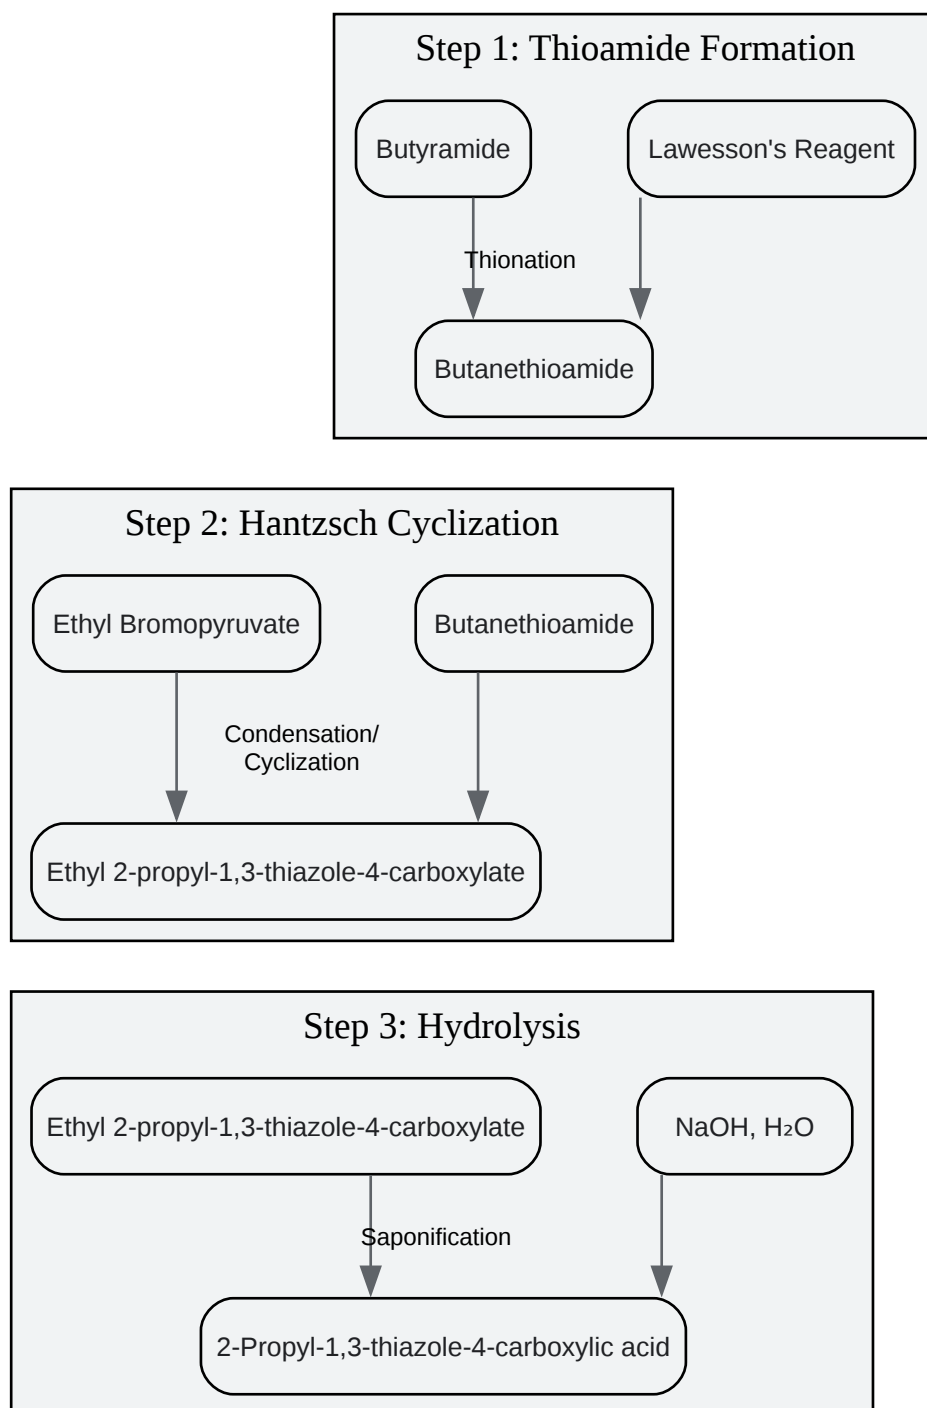 Step 1: Thioamide Formation
Butyramide
Lawesson's Reagent
Thionation
Butanethioamide
Step 2: Hantzsch Cyclization
Ethyl Bromopyruvate
Butanethioamide
Condensation/
Cyclization
Ethyl 2-propyl-1,3-thiazole-4-carboxylate
Step 3: Hydrolysis
Ethyl 2-propyl-1,3-thiazole-4-carboxylate
NaOH, H₂O
Saponification
2-Propyl-1,3-thiazole-4-carboxylic acid